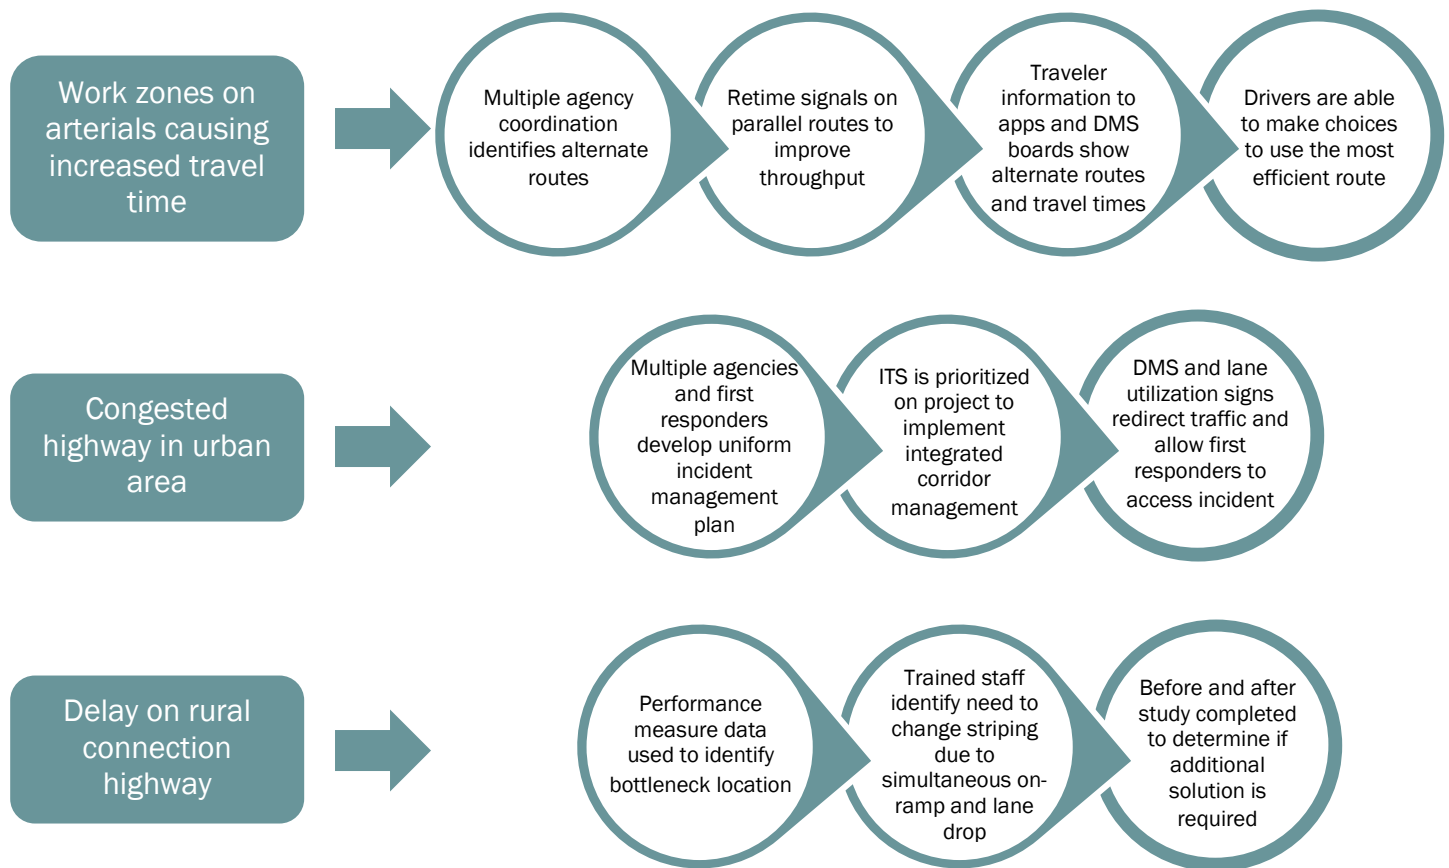 Work zones on
arterials causing
increased travel
time
Multiple agency
coordination
identifies alternate
routes
Retime signals on
parallel routes to
improve
throughput
Traveler
information to
apps and DMS
boards show
alternate routes
and travel times
Drivers are able
to make choices
to use the most
efficient route
Congested
highway in urban
area
Multiple agencies
and first
responders
develop uniform
incident
management
plan
ITS is prioritized
on project to
implement
integrated
corridor
management
DMS and lane
utilization signs
redirect traffic and
allow first
responders to
access incident
Delay on rural
connection
highway
Performance
measure data
used to identify
bottleneck location
Trained staff
identify need to
change striping
due to
simultaneous on-
ramp and lane
drop
Before and after
study completed
to determine if
additional
solution is
required